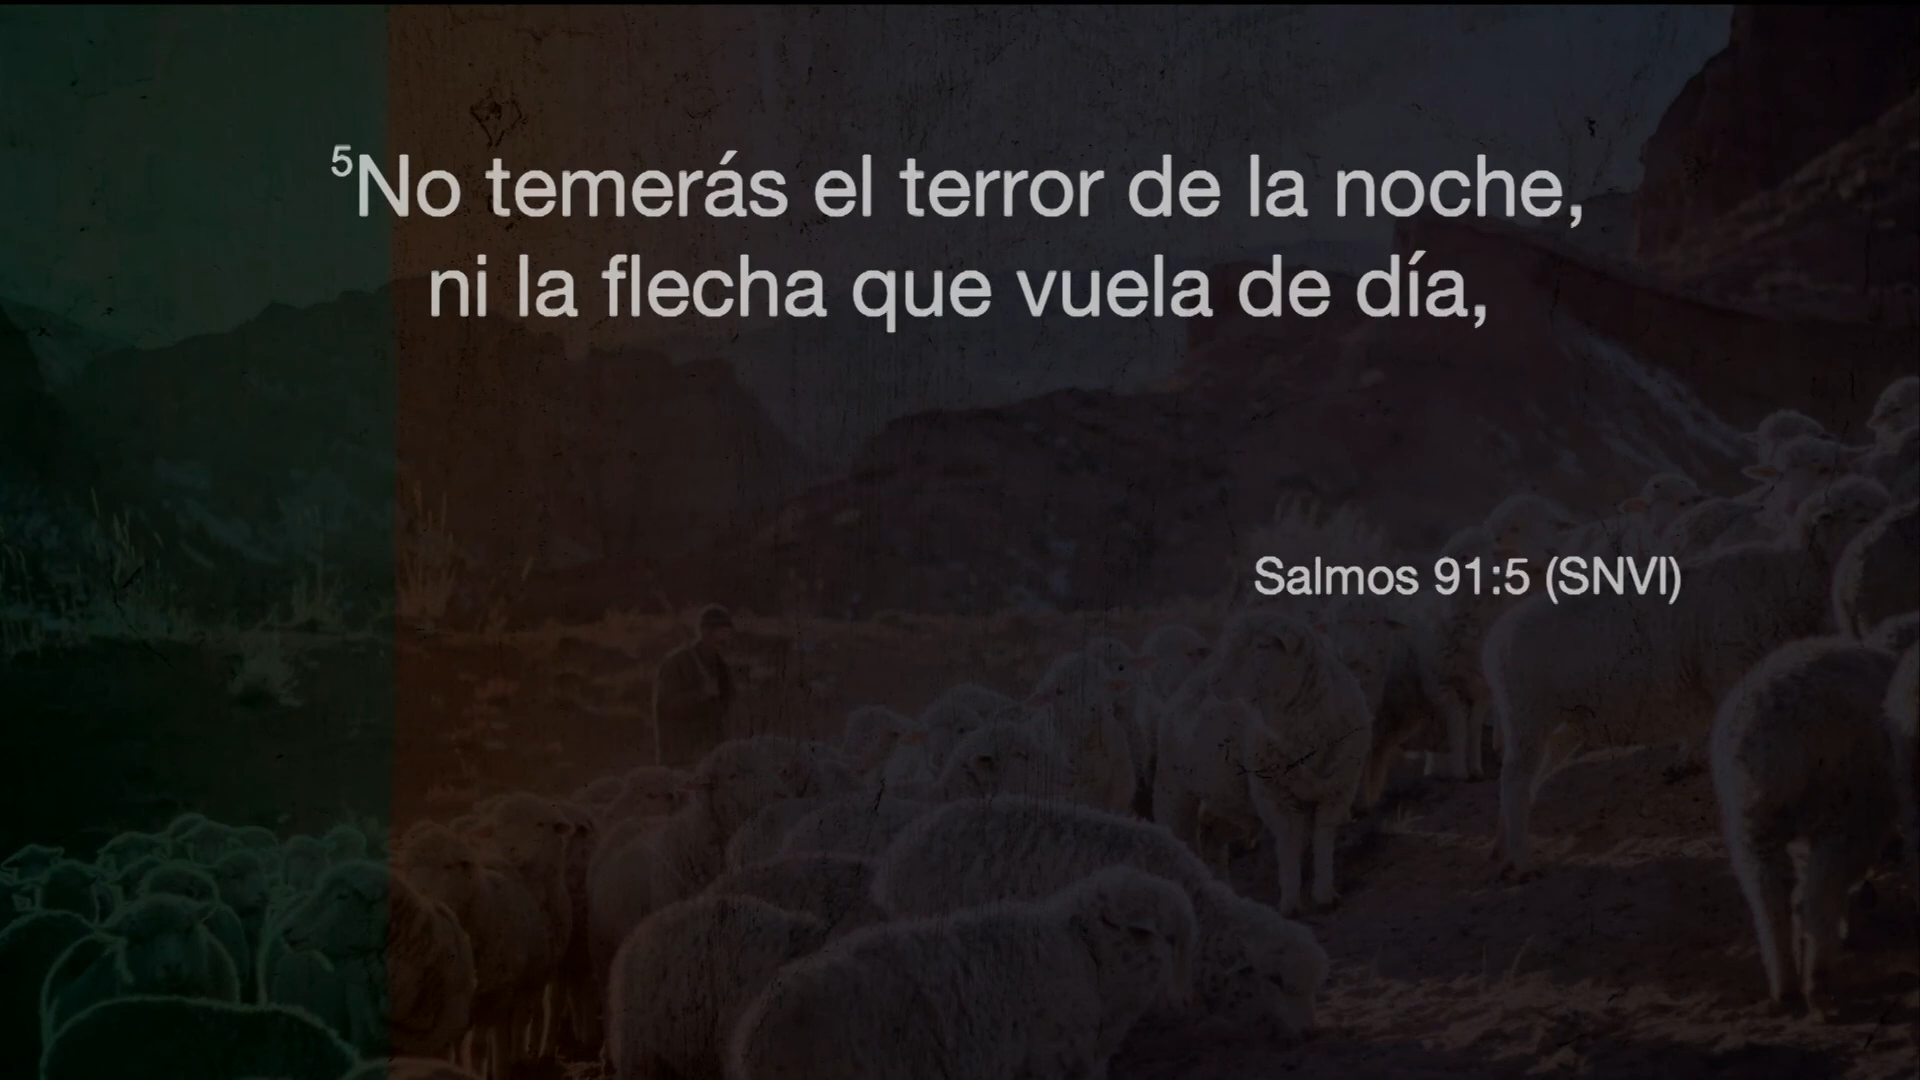 ⁵No temerás el terror de la noche,
ni la flecha que vuela de día,
Salmos 91:5 (SNVI)